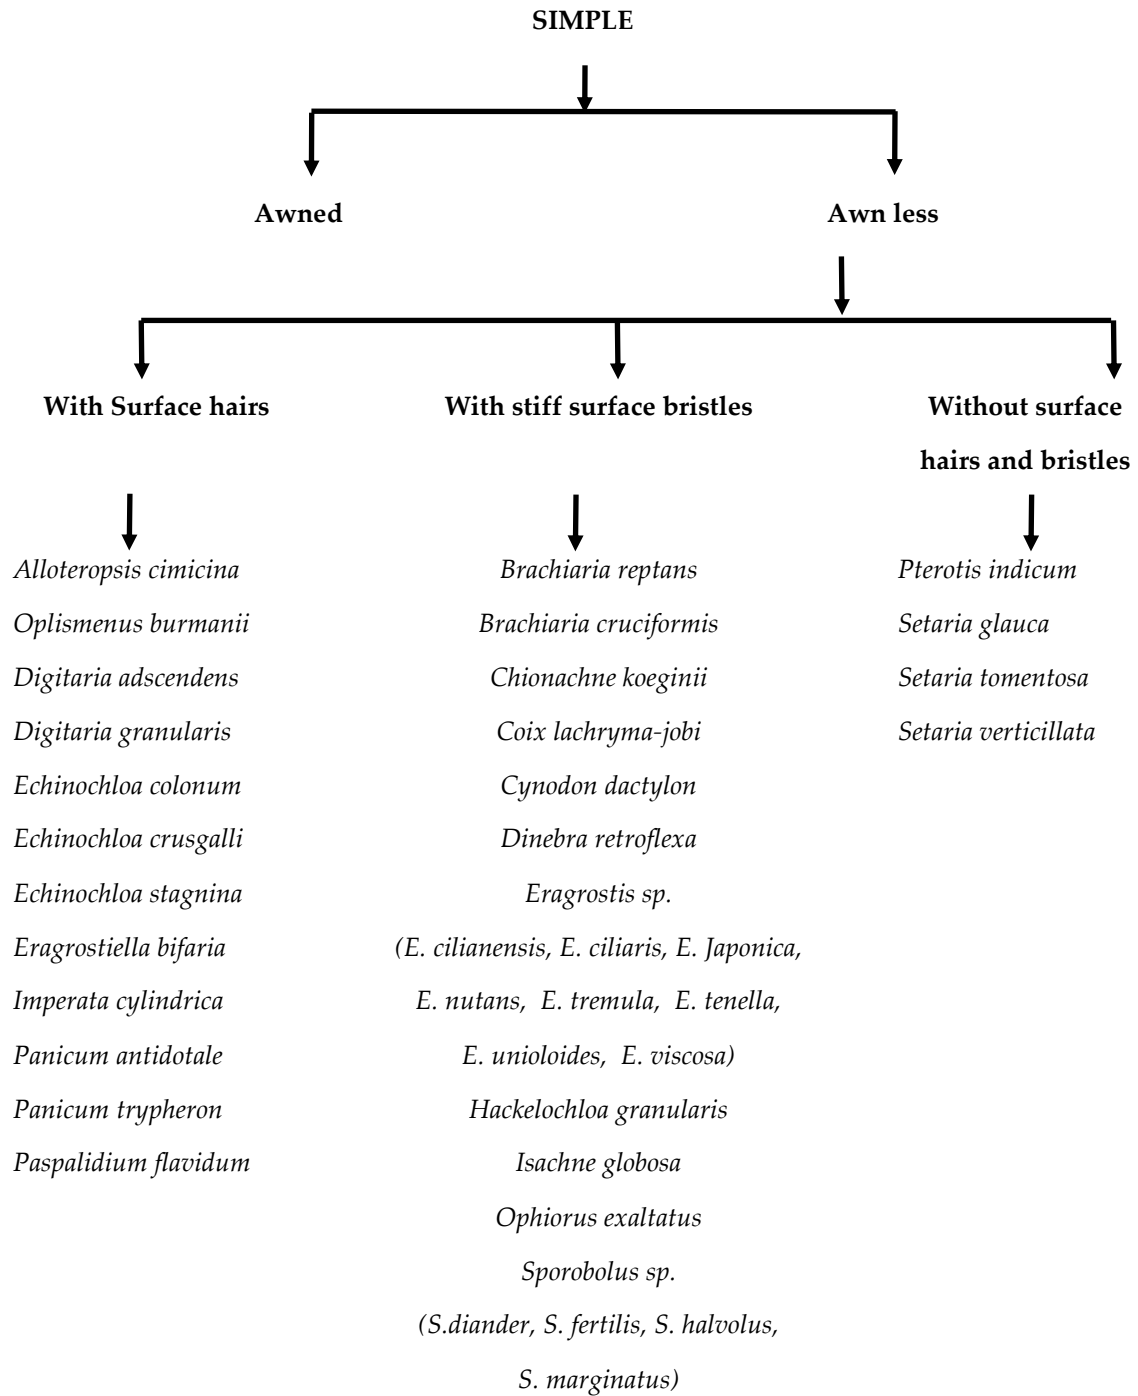 SIMPLE
Awned
Awn less
With Surface hairs
With stiff surface bristles
Without surface
hairs and bristles
Alloteropsis cimicina
Oplismenus burmanii
Digitaria adscendens
Digitaria granularis
Echinochloa colonum
Echinochloa crusgalli
Echinochloa stagnina
Eragrostiella bifaria
Imperata cylindrica
Panicum antidotale
Panicum trypheron
Paspalidium flavidum
Brachiaria reptans
Brachiaria cruciformis
Chionachne koeginii
Coix lachryma-jobi
Cynodon dactylon
Dinebra retroflexa
Eragrostis sp.
(E. cilianensis, E. ciliaris, E. Japonica,
E. nutans, E. tremula, E. tenella,
E. unioloides, E. viscosa)
Hackelochloa granularis
Isachne globosa
Ophiorus exaltatus
Sporobolus sp.
(S.diander, S. fertilis, S. halvolus,
S. marginatus)
Pterotis indicum
Setaria glauca
Setaria tomentosa
Setaria verticillata